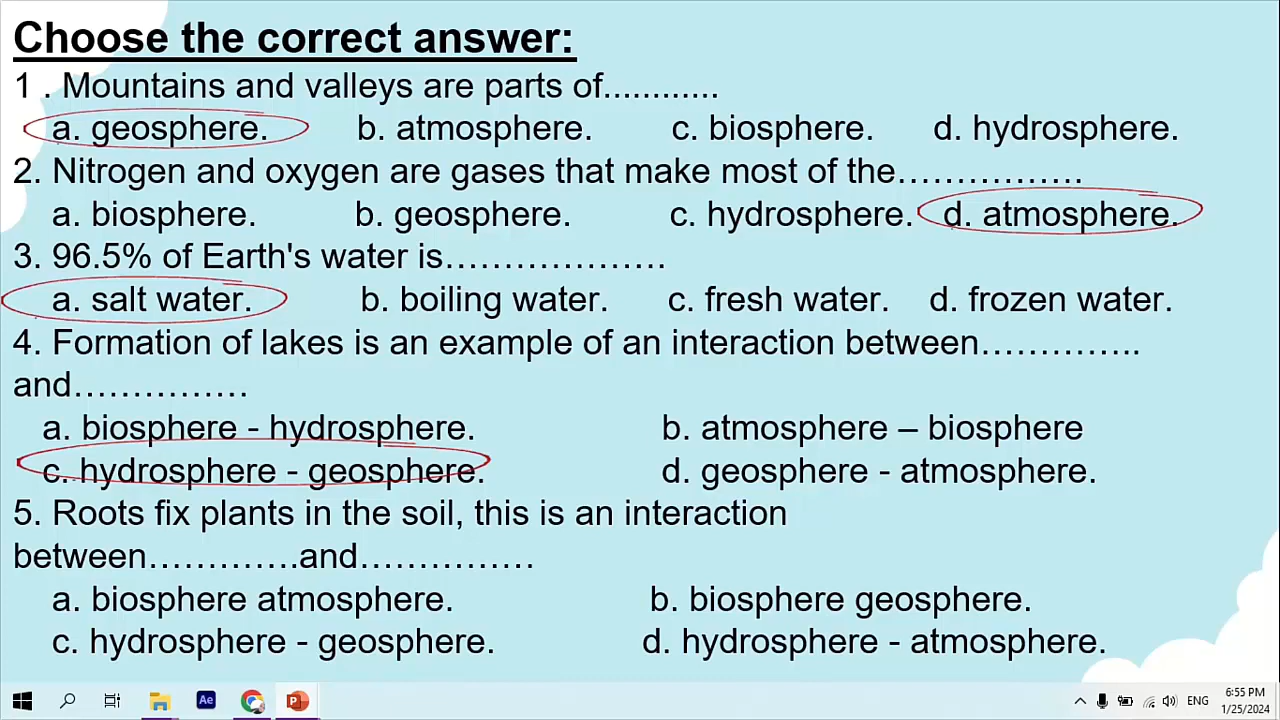 Choose the correct answer:
1 . Mountains and valleys are parts of............
a. geosphere. b. atmosphere. c. biosphere. d. hydrosphere.
2. Nitrogen and oxygen are gases that make most of the…………….
a. biosphere. b. geosphere. c. hydrosphere. d. atmosphere.
3. 96.5% of Earth's water is……………….
a. salt water. b. boiling water. c. fresh water. d. frozen water.
4. Formation of lakes is an example of an interaction between…………..
and……………
a. biosphere - hydrosphere. b. atmosphere – biosphere
c. hydrosphere - geosphere. d. geosphere - atmosphere.
5. Roots fix plants in the soil, this is an interaction
between………….and……………
a. biosphere atmosphere. b. biosphere geosphere.
c. hydrosphere - geosphere. d. hydrosphere - atmosphere.
Ae P ENG 6:55 PM
1/25/2024